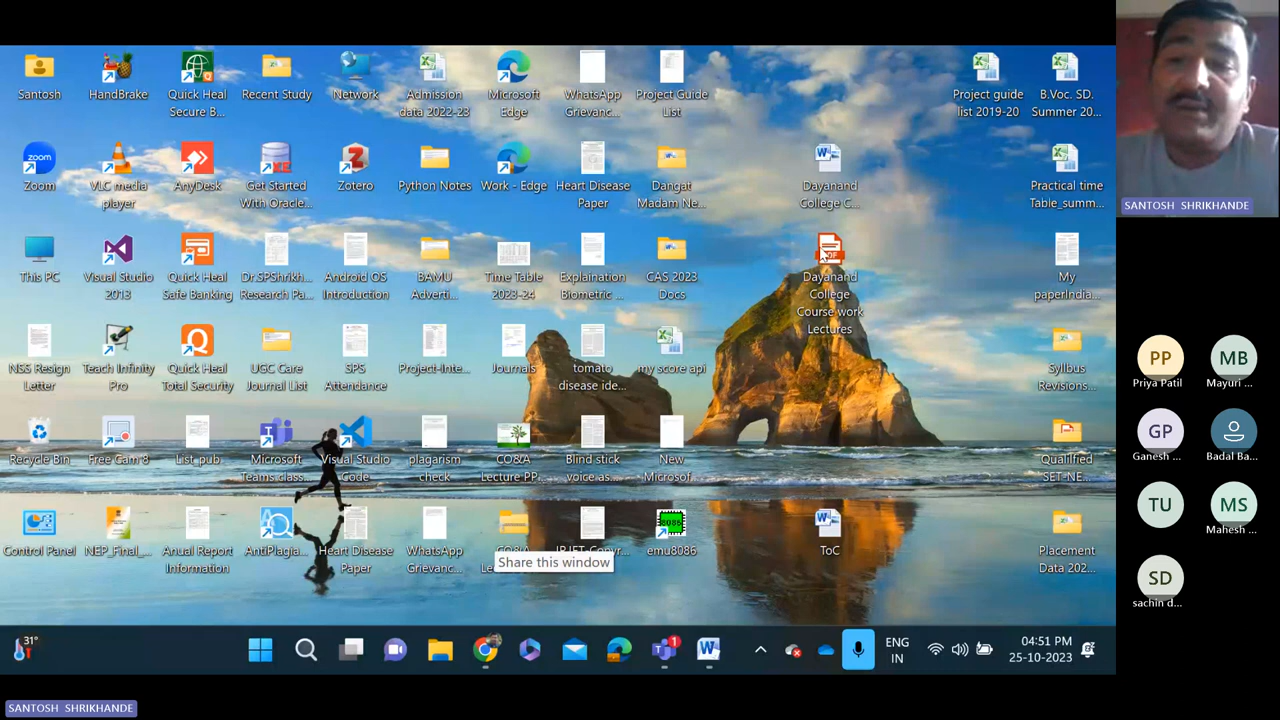 Santosh
HandBrake
Quick Heal
Secure B...
Recent Study
Network
Admission
data 2022-23
Microsoft
Edge
WhatsApp
Grievanc...
Project Guide
List
Project guide
list 2019-20
B.Voc. SD.
Summer 20...
SANTOSH SHRIKHANDE
zoom
Zoom
VLC media
player
AnyDesk
Get Started
With Oracle...
Zotero
Python Notes
Work - Edge
Heart Disease
Paper
Dangat
Madam Ne...
Dayanand
College C...
Practical time
Table_summ...
This PC
Visual Studio
2013
Quick Heal
Safe Banking
Dr.SPShrikh...
Research Pa...
Android OS
Introduction
BAMU
Adverti...
Time Table
2023-24
Explaination
Biometric ...
CAS 2023
Docs
Dayanand
College
Course work
Lectures
My
paperIndia...
NSS Resign
Letter
Teach Infinity
Pro
Quick Heal
Total Security
UGC Care
Journal List
SPS
Attendance
Project-Inte...
Journals
tomato
disease ide...
my score api
Syllbus
Revisions...
PP
Priya Patil
MB
Mayuri ...
Recycle Bin
Free Cam 8
List pub
Microsoft
Teams class...
Visual Studio
Code
plagarism
check
CO&A
Lecture PP...
Blind stick
voice as...
New
Microsof...
Qualilfied
SET-NE...
GP
Ganesh ...
Badal Ba...
Control Panel
NEP_Final_...
Anual Report
Information
AntiPlagia...
Heart Disease
Paper
WhatsApp
Grievanc...
CO&A
Share this window
8086
emu8086
ToC
Placement
Data 202...
TU
MS
Mahesh ...
SD
sachin d...
31°
1
ENG
IN
04:51 PM
25-10-2023
SANTOSH SHRIKHANDE